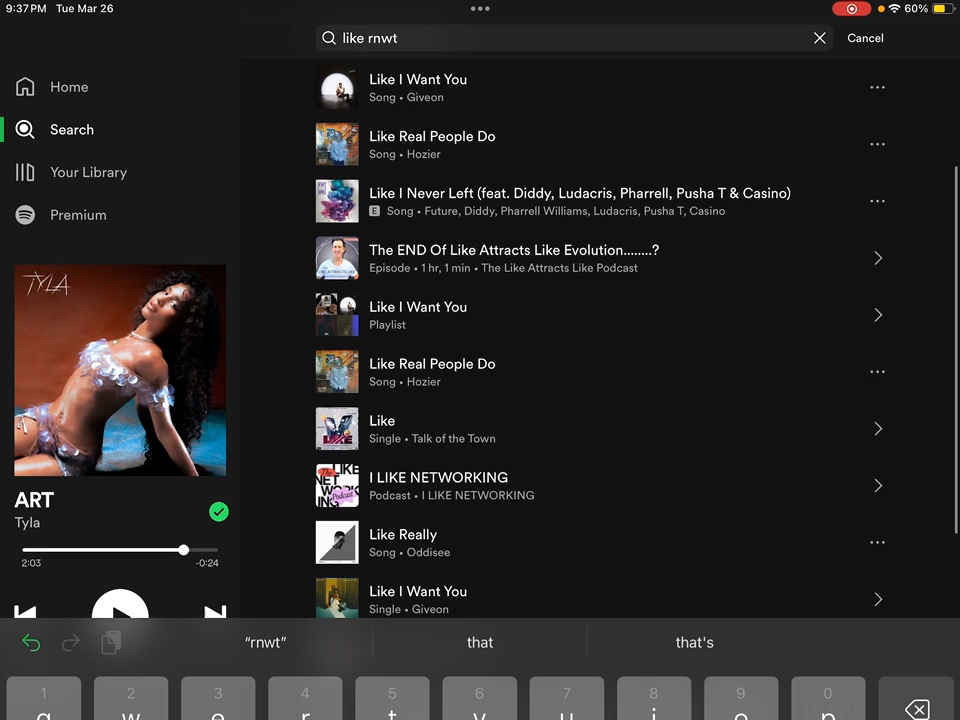 9:37 PM Tue Mar 26
60%
like rnwt
Cancel
Home
Search
Your Library
Premium
TYLA
ART
Tyla
2:03
-0:24
Like I Want You
Song • Giveon
Like Real People Do
Song • Hozier
Like I Never Left (feat. Diddy, Ludacris, Pharrell, Pusha T & Casino)
E Song • Future, Diddy, Pharrell Williams, Ludacris, Pusha T, Casino
The END Of Like Attracts Like Evolution........?
Episode • 1 hr, 1 min • The Like Attracts Like Podcast
Like I Want You
Playlist
Like Real People Do
Song • Hozier
Like
Single • Talk of the Town
I LIKE NETWORKING
Podcast • I LIKE NETWORKING
Like Really
Song • Oddisee
Like I Want You
Single • Giveon
“rnwt”
that
that's
1 2 3 4 5 6 7 8 9 0
q w e r t y u i o p